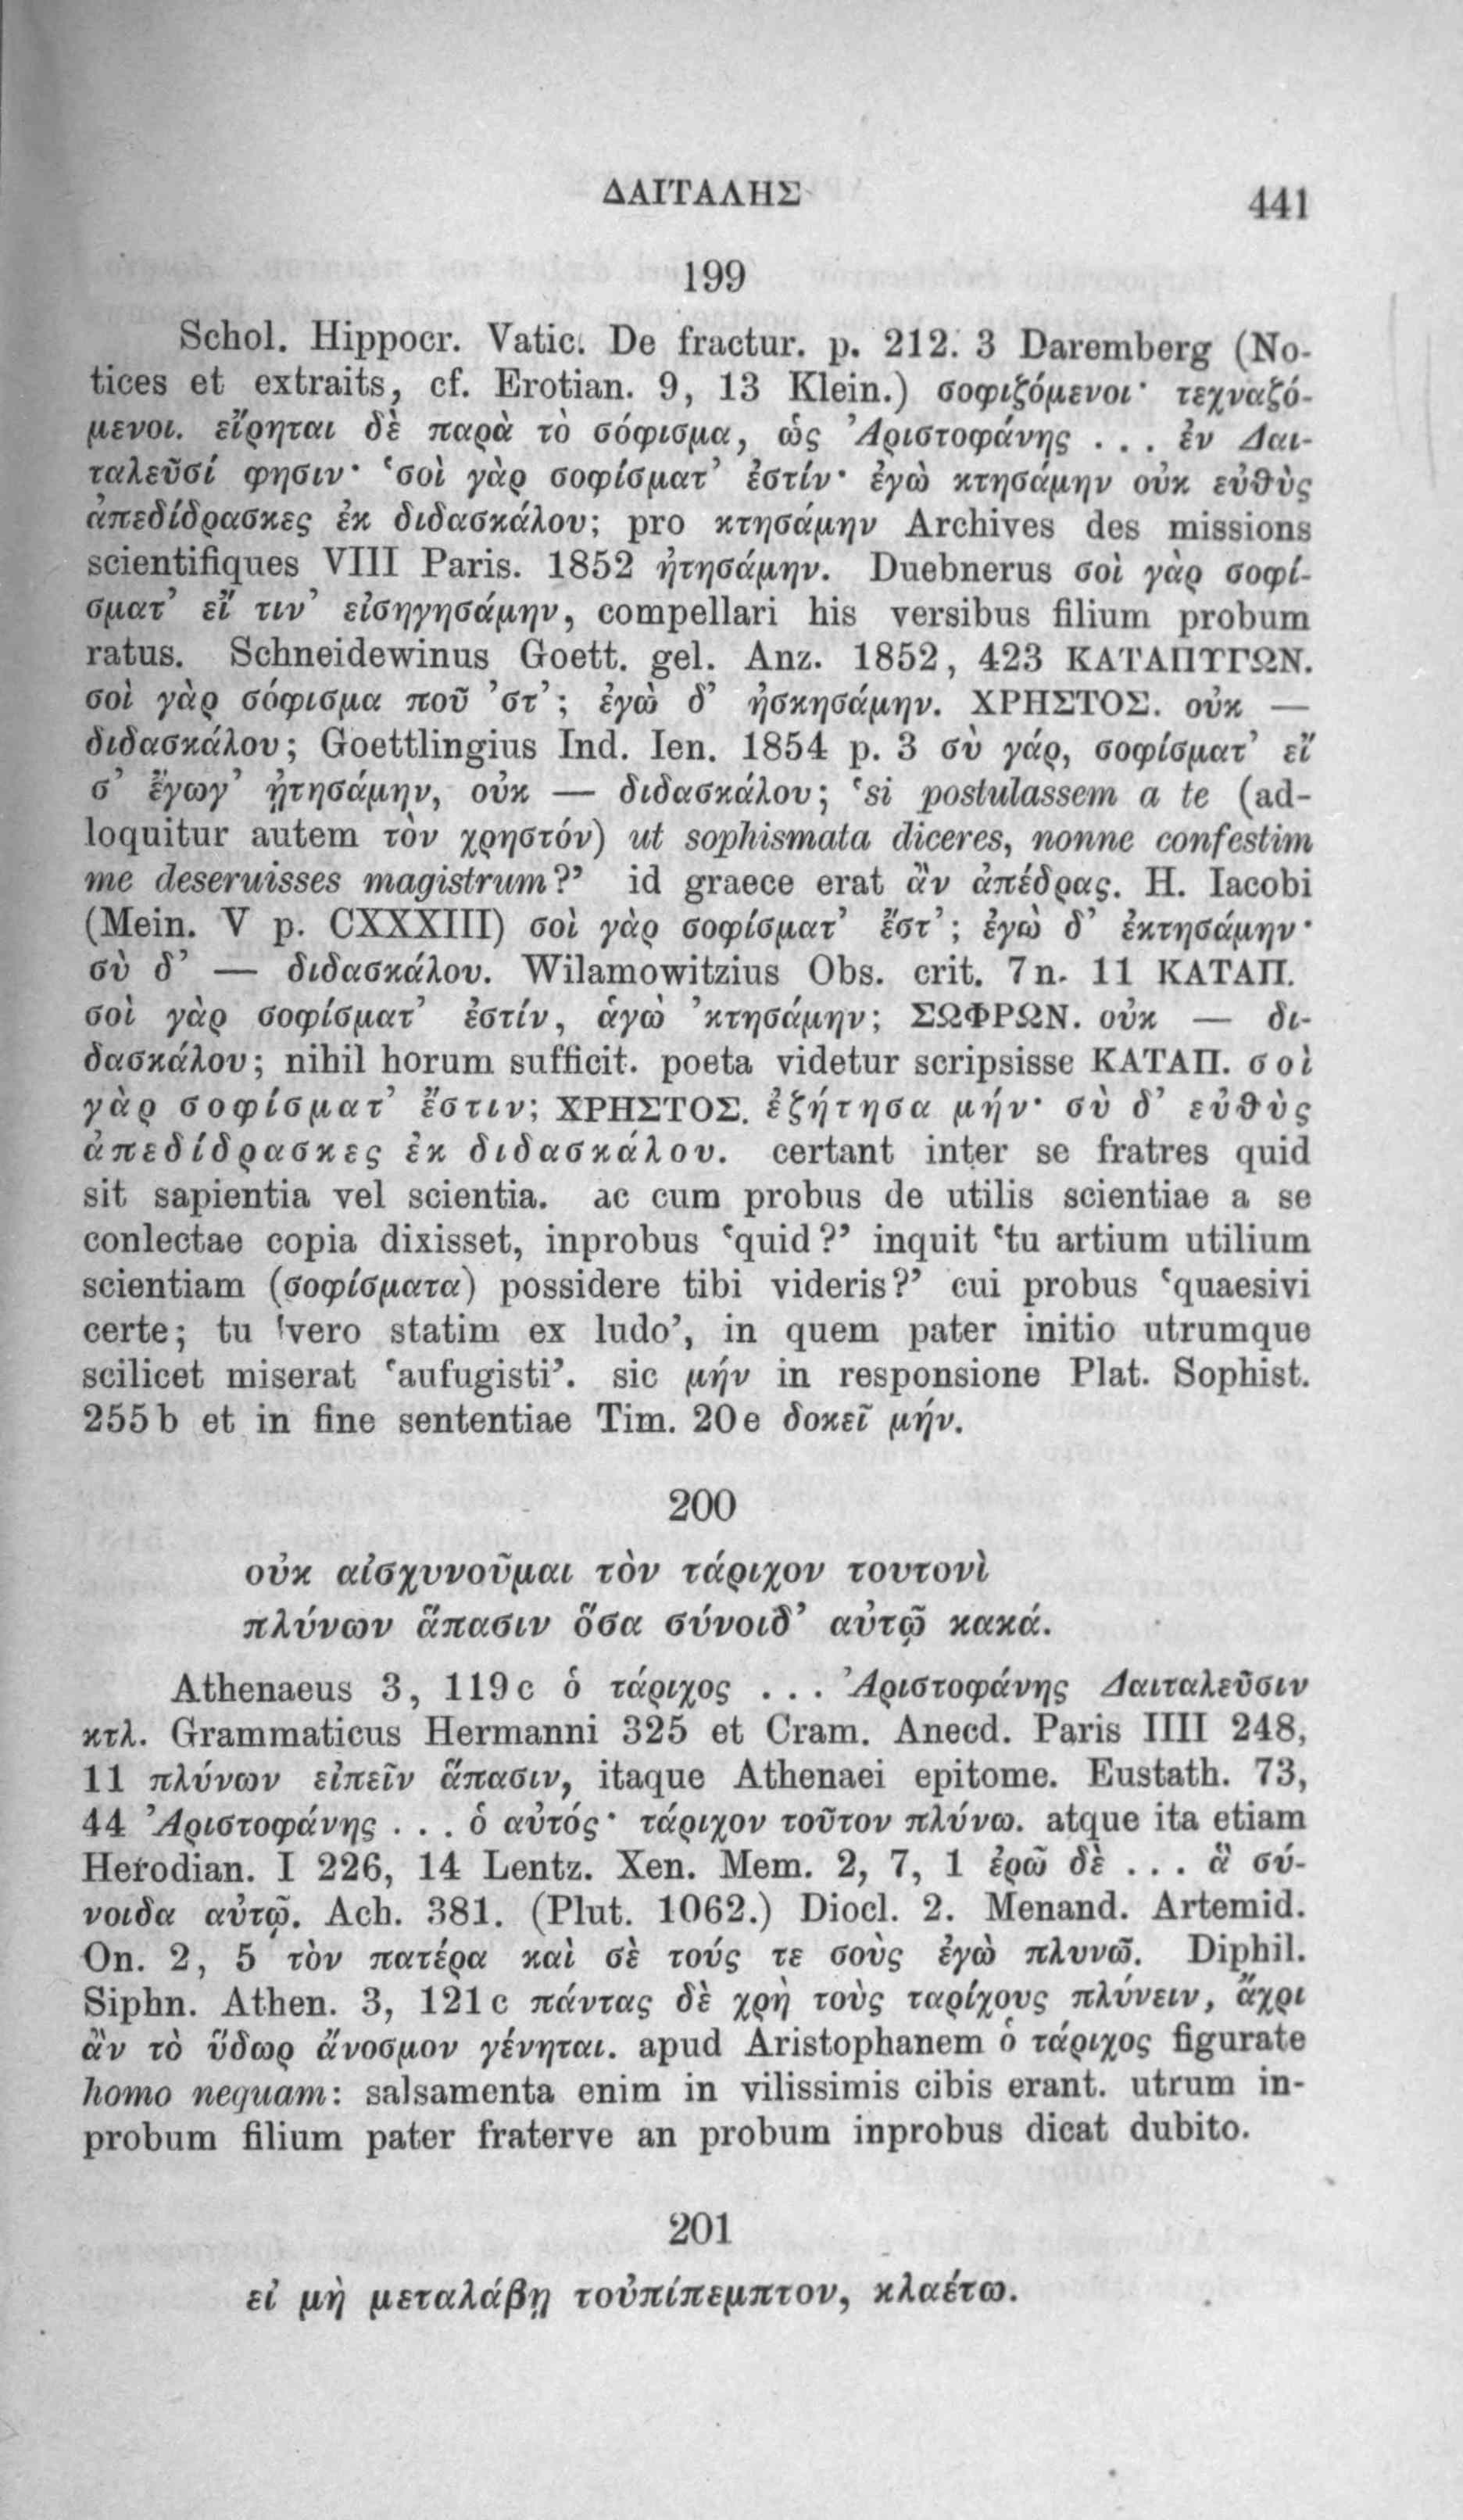 ΔΑΙΤΑΛΗΣ
441
199
Schol. Hippocr. Vatic. De fractur. p. 212. 3 Daremberg (No-
tices et extraits, cf. Erotian. 9, 13 Klein.) σοφιζόμενοι· τεχναζό-
μενοι. εἴρηται δὲ παρὰ τὸ σόφισμα, ὡς Ἀριστοφάνης . . . ἐν Δαι-
ταλεῦσί φησιν· ‘σοὶ γὰρ σοφίσματ’ ἐστίν· ἐγὼ κτησάμην οὐκ εὐθὺς
ἀπεδίδρασκες ἐκ διδασκάλου; pro κτησάμην Archives des missions
scientifiques VIII Paris. 1852 ἠτησάμην. Duebnerus σοὶ γὰρ σοφί-
σματ’ εἴ τιν’ εἰσηγησάμην, compellari his versibus filium probum
ratus. Schneidewinus Goett. gel. Anz. 1852, 423 ΚΑΤΑΠΥΓΩΝ.
σοὶ γὰρ σόφισμα ποῦ ’στ’; ἐγὼ δ’ ἠσκησάμην. ΧΡΗΣΤΟΣ. οὐκ —
διδασκάλου; Goettlingius Ind. Ien. 1854 p. 3 σὺ γάρ, σοφίσματ’ εἴ
σ’ ἔγωγ’ ᾐτησάμην, οὐκ — διδασκάλου; ‘si postulassem a te (ad-
loquitur autem τὸν χρηστόν) ut sophismata diceres, nonne confestim
me deseruisses magistrum?’ id graece erat ἂν ἀπέδρας. H. Iacobi
(Mein. V p. CXXXIII) σοὶ γὰρ σοφίσματ’ ἔστ’; ἐγὼ δ’ ἐκτησάμην·
σὺ δ’ — διδασκάλου. Wilamowitzius Obs. crit. 7 n. 11 ΚΑΤΑΠ.
σοὶ γὰρ σοφίσματ’ ἐστίν, ἁγὼ ’κτησάμην; ΣΩΦΡΩΝ. οὐκ — δι-
δασκάλου; nihil horum sufficit. poeta videtur scripsisse ΚΑΤΑΠ. σοὶ
γὰρ σοφίσματ’ ἔστιν; ΧΡΗΣΤΟΣ. ἐζήτησα μήν· σὺ δ’ εὐθὺς
ἀπεδίδρασκες ἐκ διδασκάλου. certant inter se fratres quid
sit sapientia vel scientia. ac cum probus de utilis scientiae a se
conlectae copia dixisset, inprobus ‘quid?’ inquit ‘tu artium utilium
scientiam (σοφίσματα) possidere tibi videris?’ cui probus ‘quaesivi
certe; tu ‘vero statim ex ludo’, in quem pater initio utrumque
scilicet miserat ‘aufugisti’. sic μήν in responsione Plat. Sophist.
255 b et in fine sententiae Tim. 20 e δοκεῖ μήν.
200
οὐκ αἰσχυνοῦμαι τὸν τάριχον τουτονὶ
πλύνων ἅπασιν ὅσα σύνοιδ’ αὐτῷ κακά.
Athenaeus 3, 119 c ὁ τάριχος . . . Ἀριστοφάνης Δαιταλεῦσιν
κτλ. Grammaticus Hermanni 325 et Cram. Anecd. Paris IIII 248,
11 πλύνων εἰπεῖν ἅπασιν, itaque Athenaei epitome. Eustath. 73,
44 Ἀριστοφάνης . . . ὁ αὐτός· τάριχον τοῦτον πλύνω. atque ita etiam
Herodian. I 226, 14 Lentz. Xen. Mem. 2, 7, 1 ἐρῶ δὲ . . . ἃ σύ-
νοιδα αὐτῷ. Ach. 381. (Plut. 1062.) Diocl. 2. Menand. Artemid.
On. 2, 5 τὸν πατέρα καὶ σὲ τούς τε σοὺς ἐγὼ πλυνῶ. Diphil.
Siphn. Athen. 3, 121 c πάντας δὲ χρὴ τοὺς ταρίχους πλύνειν, ἄχρι
ἂν τὸ ὕδωρ ἄνοσμον γένηται. apud Aristophanem ὁ τάριχος figurate
homo nequam: salsamenta enim in vilissimis cibis erant. utrum in-
probum filium pater fraterve an probum inprobus dicat dubito.
201
εἰ μὴ μεταλάβῃ τοὐπίπεμπτον, κλαέτω.